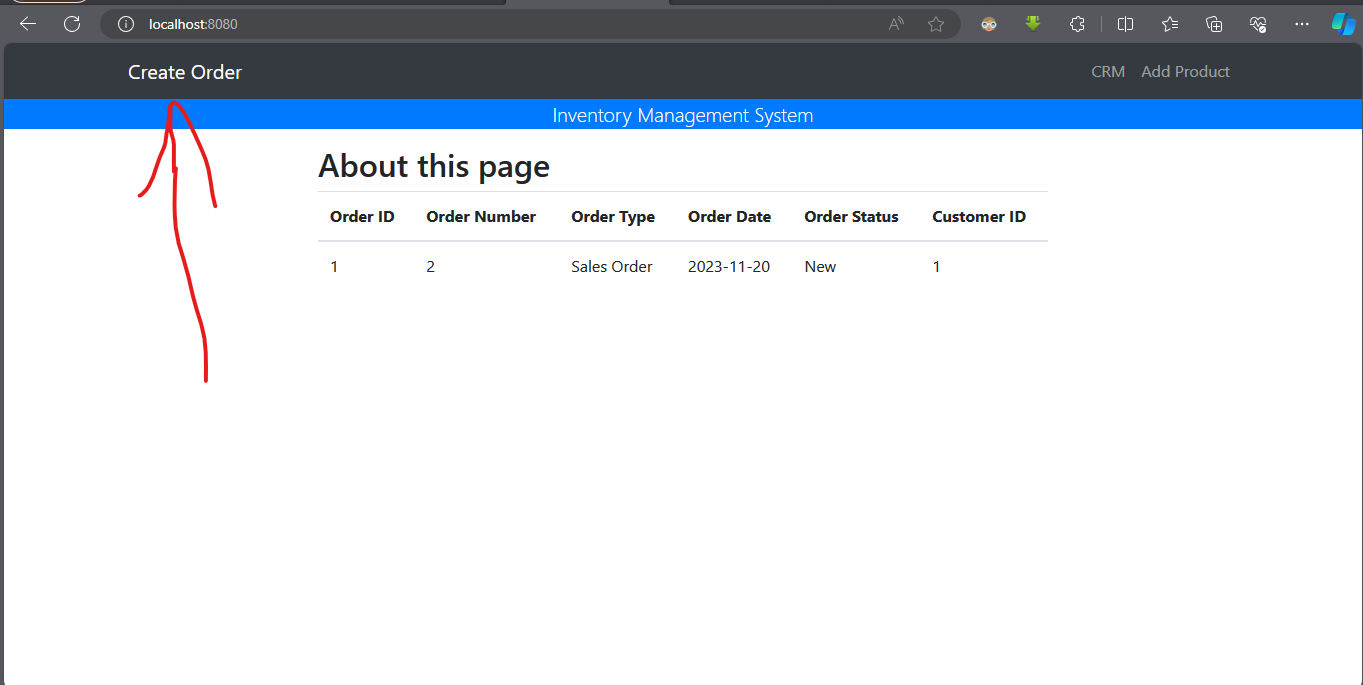 localhost:8080
Create Order CRM Add Product
Inventory Management System
About this page
Order ID Order Number Order Type Order Date Order Status Customer ID
1 2 Sales Order 2023-11-20 New 1